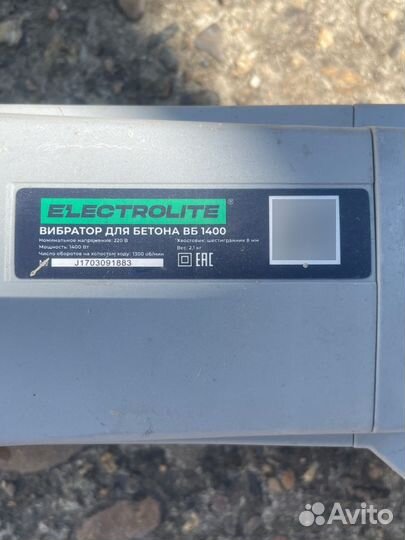 ELECTROLITE®
ВИБРАТОР ДЛЯ БЕТОНА ВБ 1400
Номинальное напряжение: 220 В
Мощность: 1400 Вт
Число оборотов на холостом ходу: 1300 об/мин
J1703091883
Хвостовик: шестигранник 8 мм
Вес: 2,1 кг
EAC
Avito